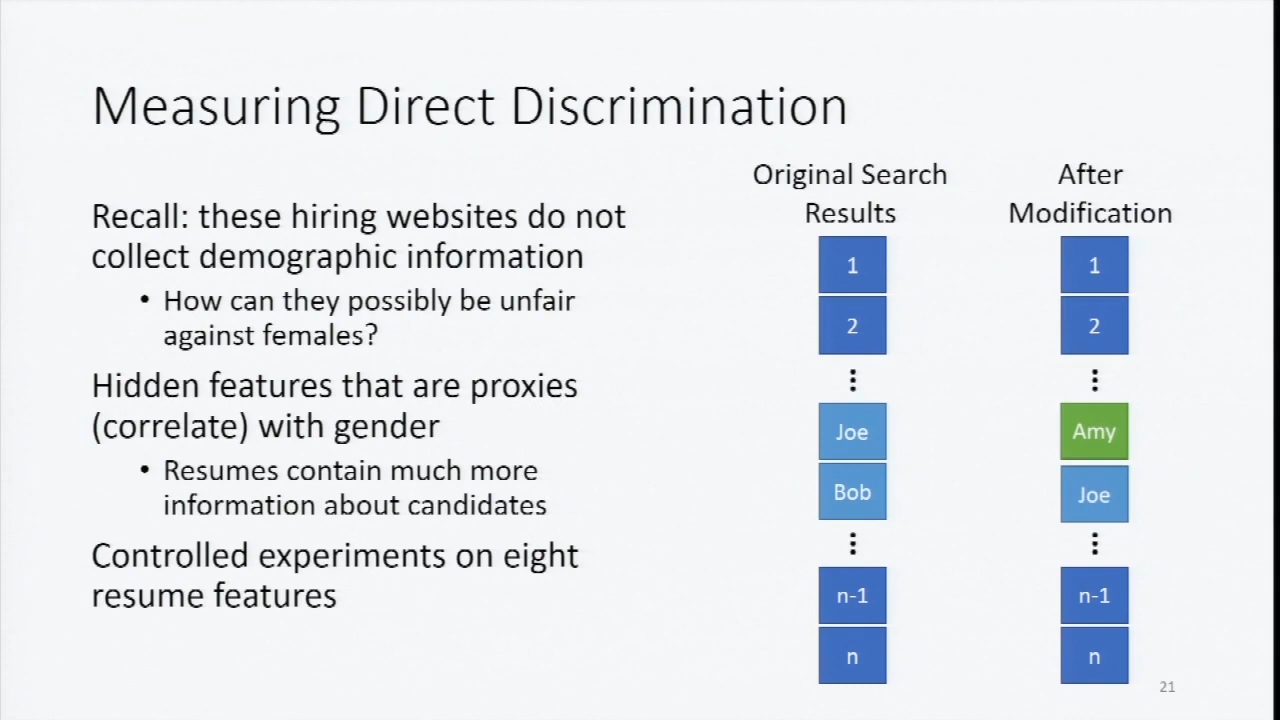 Measuring Direct Discrimination
Recall: these hiring websites do not
collect demographic information
• How can they possibly be unfair
against females?
Hidden features that are proxies
(correlate) with gender
• Resumes contain much more
information about candidates
Controlled experiments on eight
resume features
Original Search
Results
1
2
Joe
Bob
n-1
n
After
Modification
1
2
Amy
Joe
n-1
n
21